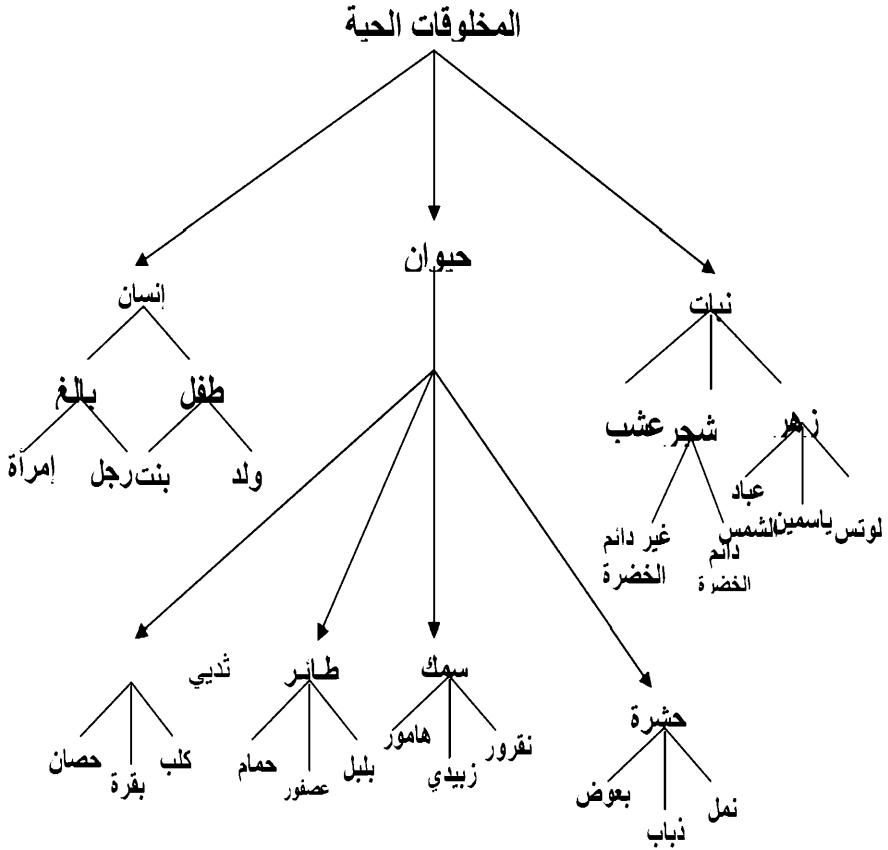 المخلوقات الحية
حيوان
إنسان
نبات
بالغ
طفل
عشب
شجر
زهر
إمرأة
رجل
بنت
ولد
عباد
الشمس
ياسمين
لوتس
غير دائم
الخضرة
دائم
الخضرة
ثديي
طائر
سمك
حشرة
حصان
بقرة
كلب
حمام
عصفور
بلبل
هامور
زبيدي
نقرور
بعوض
ذباب
نمل